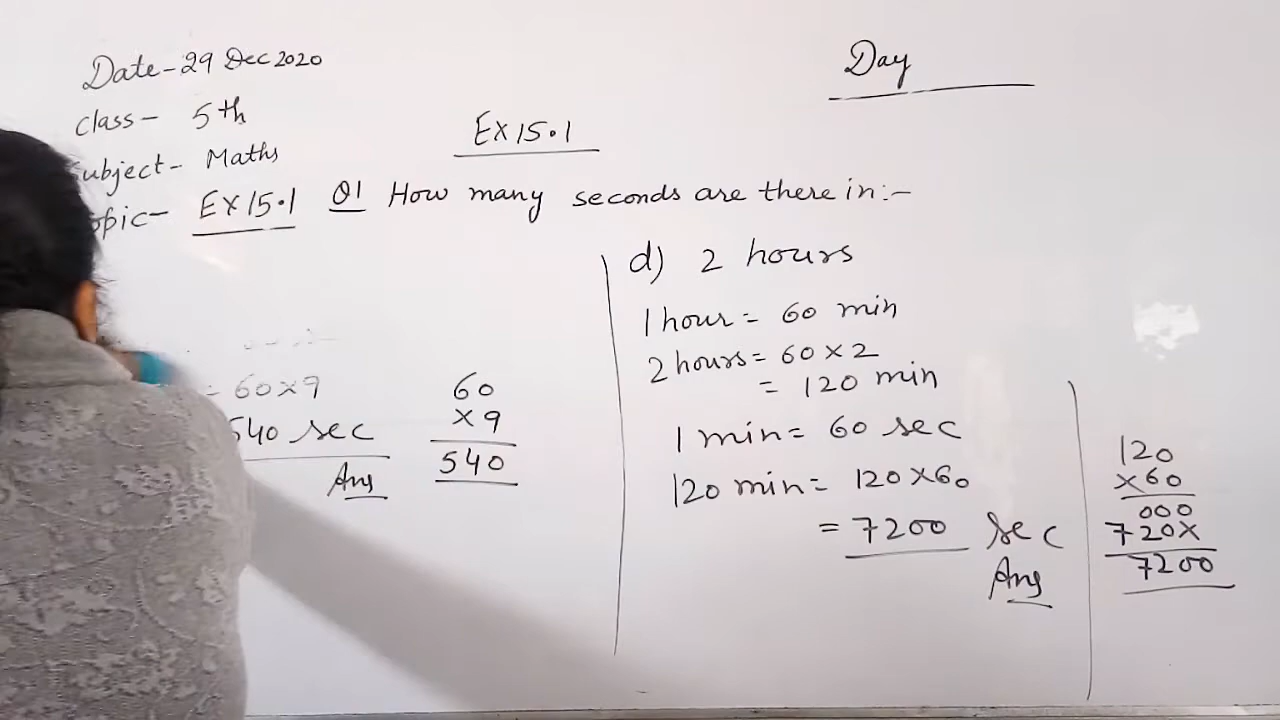 Date-29 Dec 2020
Day
Class- 5th
Ex 15.1
Subject- Maths
Topic- Ex 15.1 Q1 How many seconds are there in:-
= 60×9
540 sec
Ans
60
×9
540
d) 2 hours
1 hour = 60 min
2 hours = 60×2
= 120 min
1 min = 60 sec
120 min = 120×60
= 7200 sec
Ans
120
×60
000
720×
7200